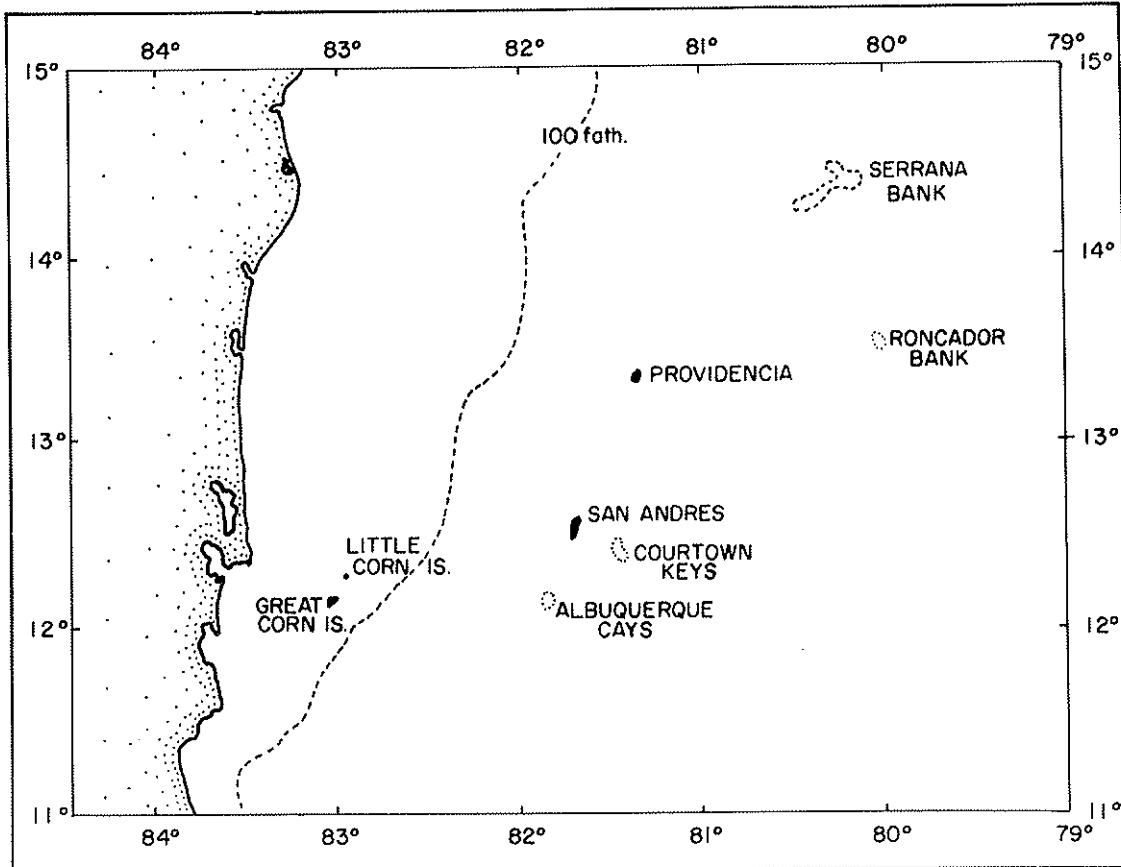 84° 83° 82° 81° 80° 79°
15° 15°
100 fath.
SERRANA
BANK
14° 14°
RONCADOR
BANK
PROVIDENCIA
13° 13°
SAN ANDRES
LITTLE
CORN. IS.
COURTOWN
KEYS
GREAT
CORN IS.
ALBUQUERQUE
CAYS
12° 12°
11° 11°
84° 83° 82° 81° 80° 79°